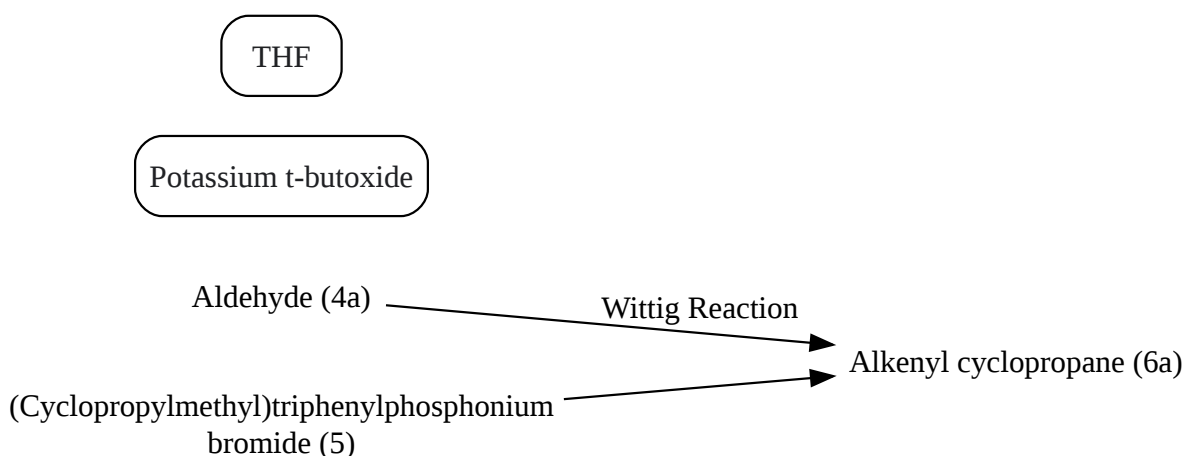 THF
Potassium t-butoxide
Aldehyde (4a)
Wittig Reaction
Alkenyl cyclopropane (6a)
(Cyclopropylmethyl)triphenylphosphonium
bromide (5)